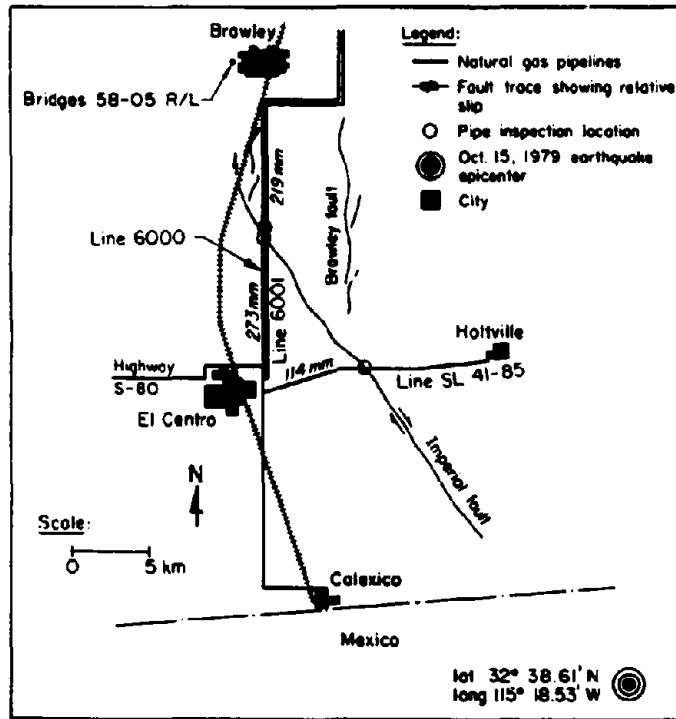 Brawley
Bridges 58-05 R/L
Legend:
Natural gas pipelines
Fault trace showing relative
slip
Pipe inspection location
Oct. 15, 1979 earthquake
epicenter
City
219 mm
Line 6000
Brawley fault
273 mm
Line 6001
Holtville
Highway
S-80
114 mm
Line SL 41-85
El Centro
Imperial fault
N
Scale:
0 5 km
Calexico
Mexico
lat 32° 38.61' N
long 115° 18.53' W